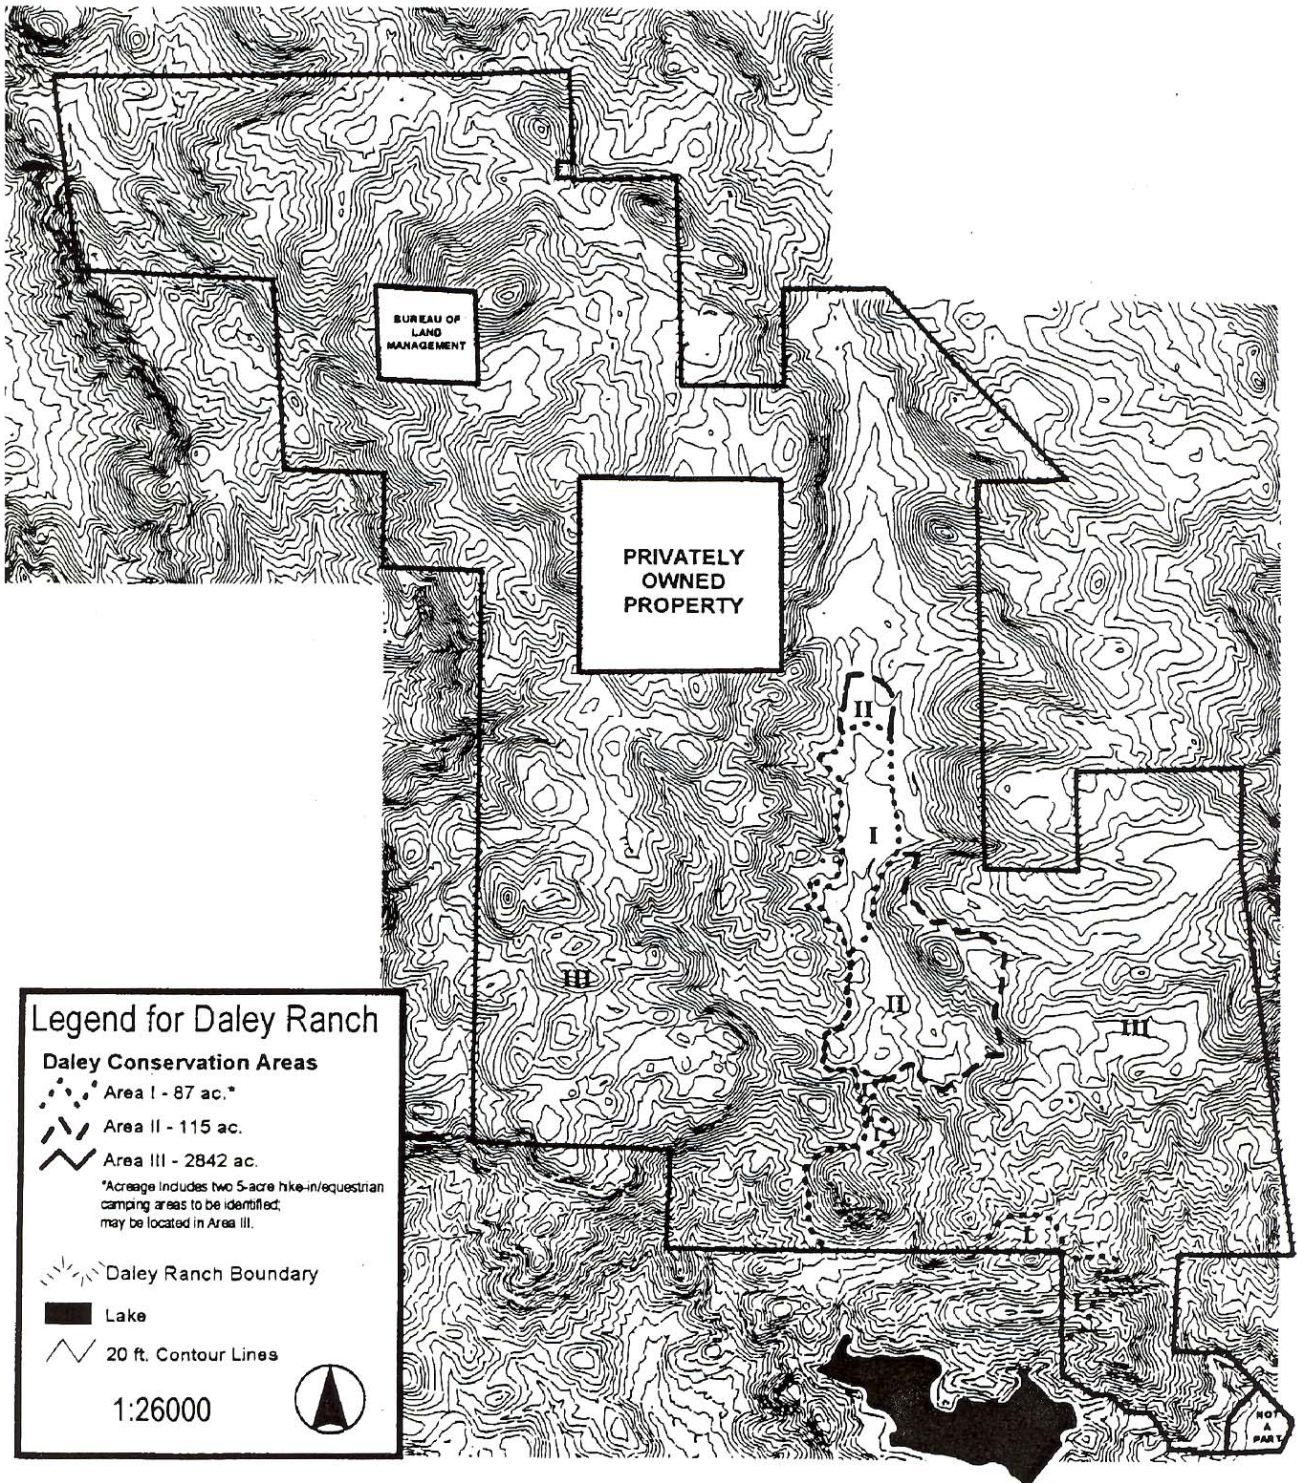 BUREAU OF
LAND
MANAGEMENT
PRIVATELY
OWNED
PROPERTY
II
I
III
II
III
I
I
I
NOT
A
PART
Legend for Daley Ranch
Daley Conservation Areas
Area I - 87 ac.*
Area II - 115 ac.
Area III - 2842 ac.
*Acreage includes two 5-acre hike-in/equestrian
camping areas to be identified;
may be located in Area III.
Daley Ranch Boundary
Lake
20 ft. Contour Lines
1:26000